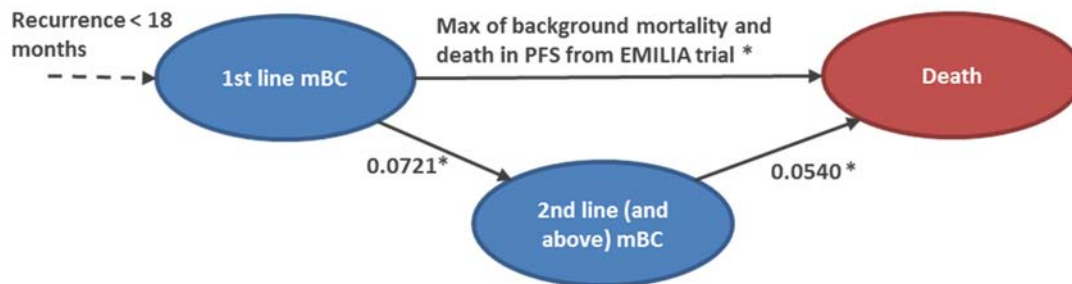 Recurrence < 18
months
Max of background mortality and
death in PFS from EMILIA trial *
1st line mBC
Death
0.0721*
0.0540 *
2nd line (and
above) mBC